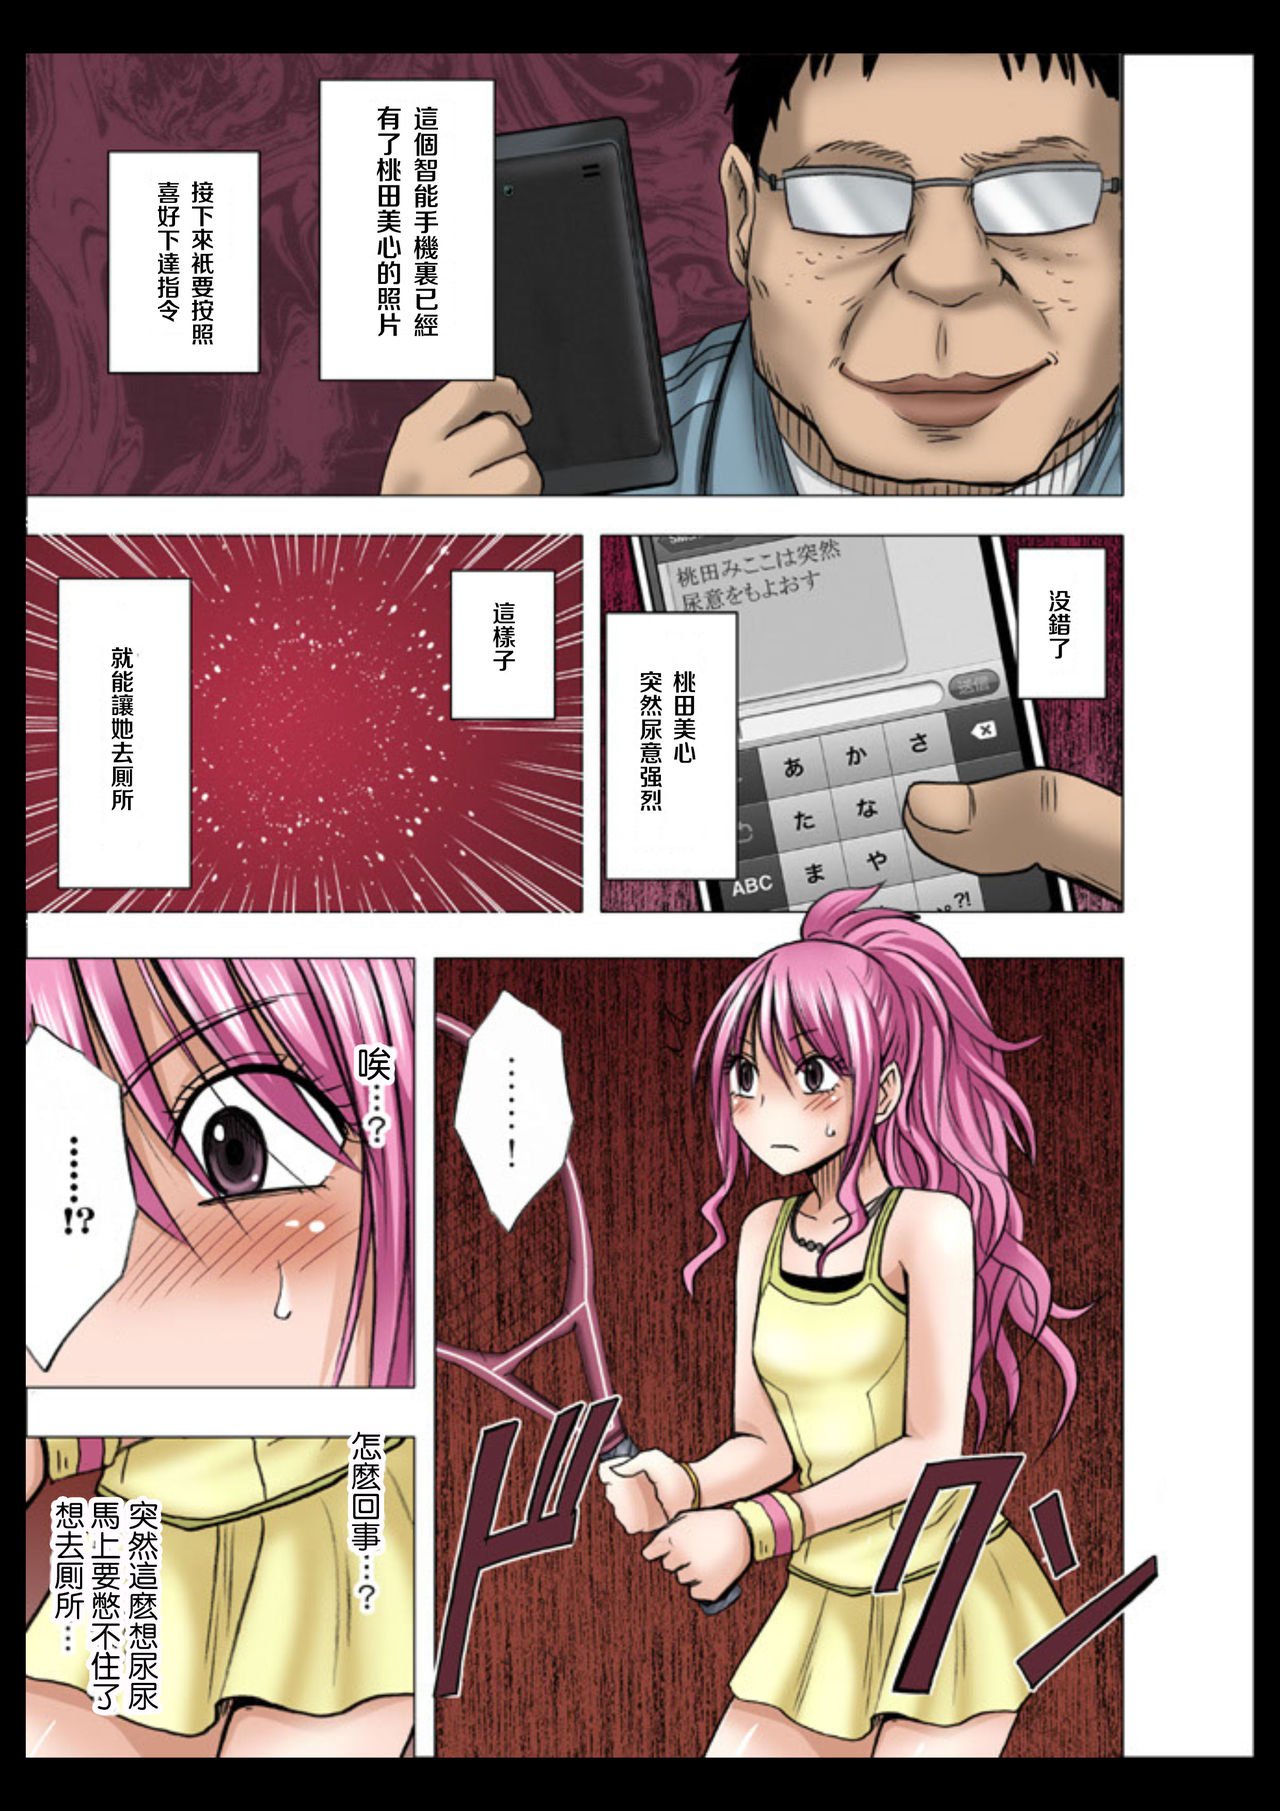 這個智能手機裏已經
有了桃田美心的照片
接下來衹要按照
喜好下達指令
没錯了
桃田みここは突然
尿意をもよおす
送信
あ
か
さ
た
な
ABC
ま
や
?!
桃田美心
突然尿意强烈
這樣子
就能讓她去厠所
……!
ドクン
唉…?
……!?
怎麽回事…?
突然這麽想尿尿
馬上要憋不住了
想去厠所…